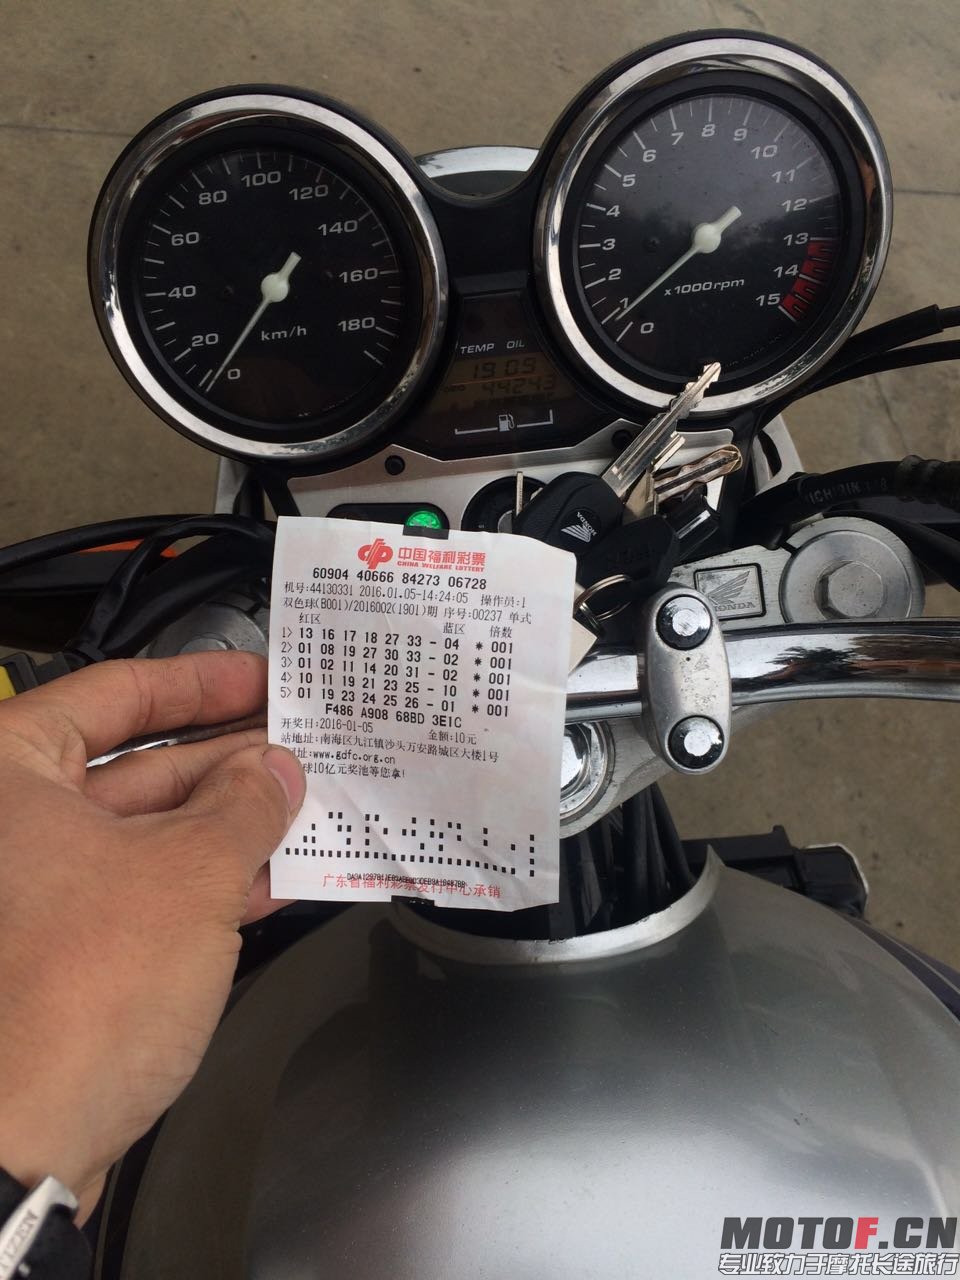 100
80
120
60
140
40
160
20
180
km/h
0
8
7
9
6
10
5
11
4
12
3
13
2
14
1
15
0
x1000rpm
TEMP OIL
19:09
44243
HONDA
HONDA
中国福利彩票
CHINA WELFARE LOTTERY
60904 40666 84273 06728
机号:44130331 2016.01.05-14:24:05 操作员:1
双色球(B001)/2016002(1901)期 序号:00237 单式
红区 蓝区 倍数
1> 13 16 17 18 27 33 - 04 * 001
2> 01 08 19 27 30 33 - 02 * 001
3> 01 02 11 14 20 31 - 02 * 001
4> 10 11 19 21 23 25 - 10 * 001
5> 01 19 23 24 25 26 - 01 * 001
F486 A908 68BD 3E1C
开奖日:2016-01-05 金额:10元
站地址:南海区九江镇沙头万安路城区大楼1号
址:www.gdfc.org.cn
球10亿元奖池等您拿!
广东省福利彩票发行中心承销
MOTOF.CN
专业致力于摩托长途旅行